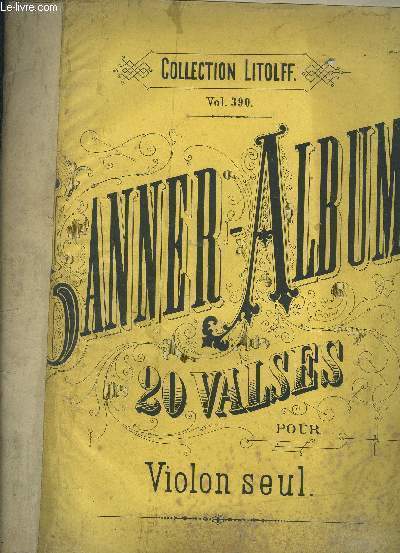 © Le-livre.com
COLLECTION LITOLFF.
Vol. 390.
ANNER-ALBUM
20 VALSES
POUR
Violon seul.